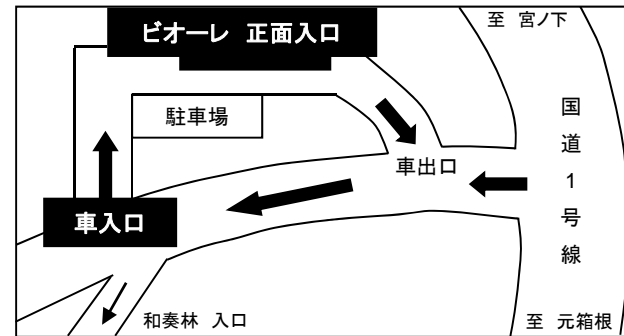 至 宮ノ下
ビオーレ 正面入口
駐車場
国道1号線
車出口
車入口
和奏林 入口
至 元箱根